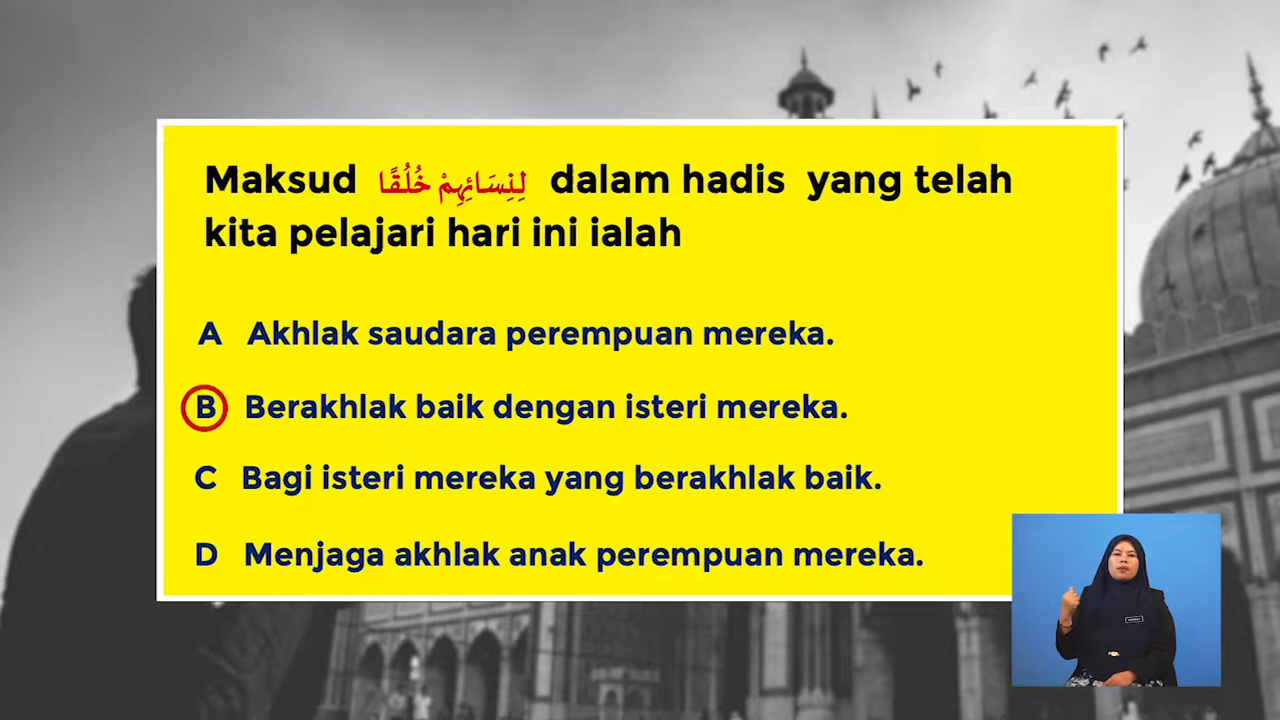 Maksud لِنِسَائِهِمْ خُلُقًا dalam hadis yang telah
kita pelajari hari ini ialah
A Akhlak saudara perempuan mereka.
B Berakhlak baik dengan isteri mereka.
C Bagi isteri mereka yang berakhlak baik.
D Menjaga akhlak anak perempuan mereka.